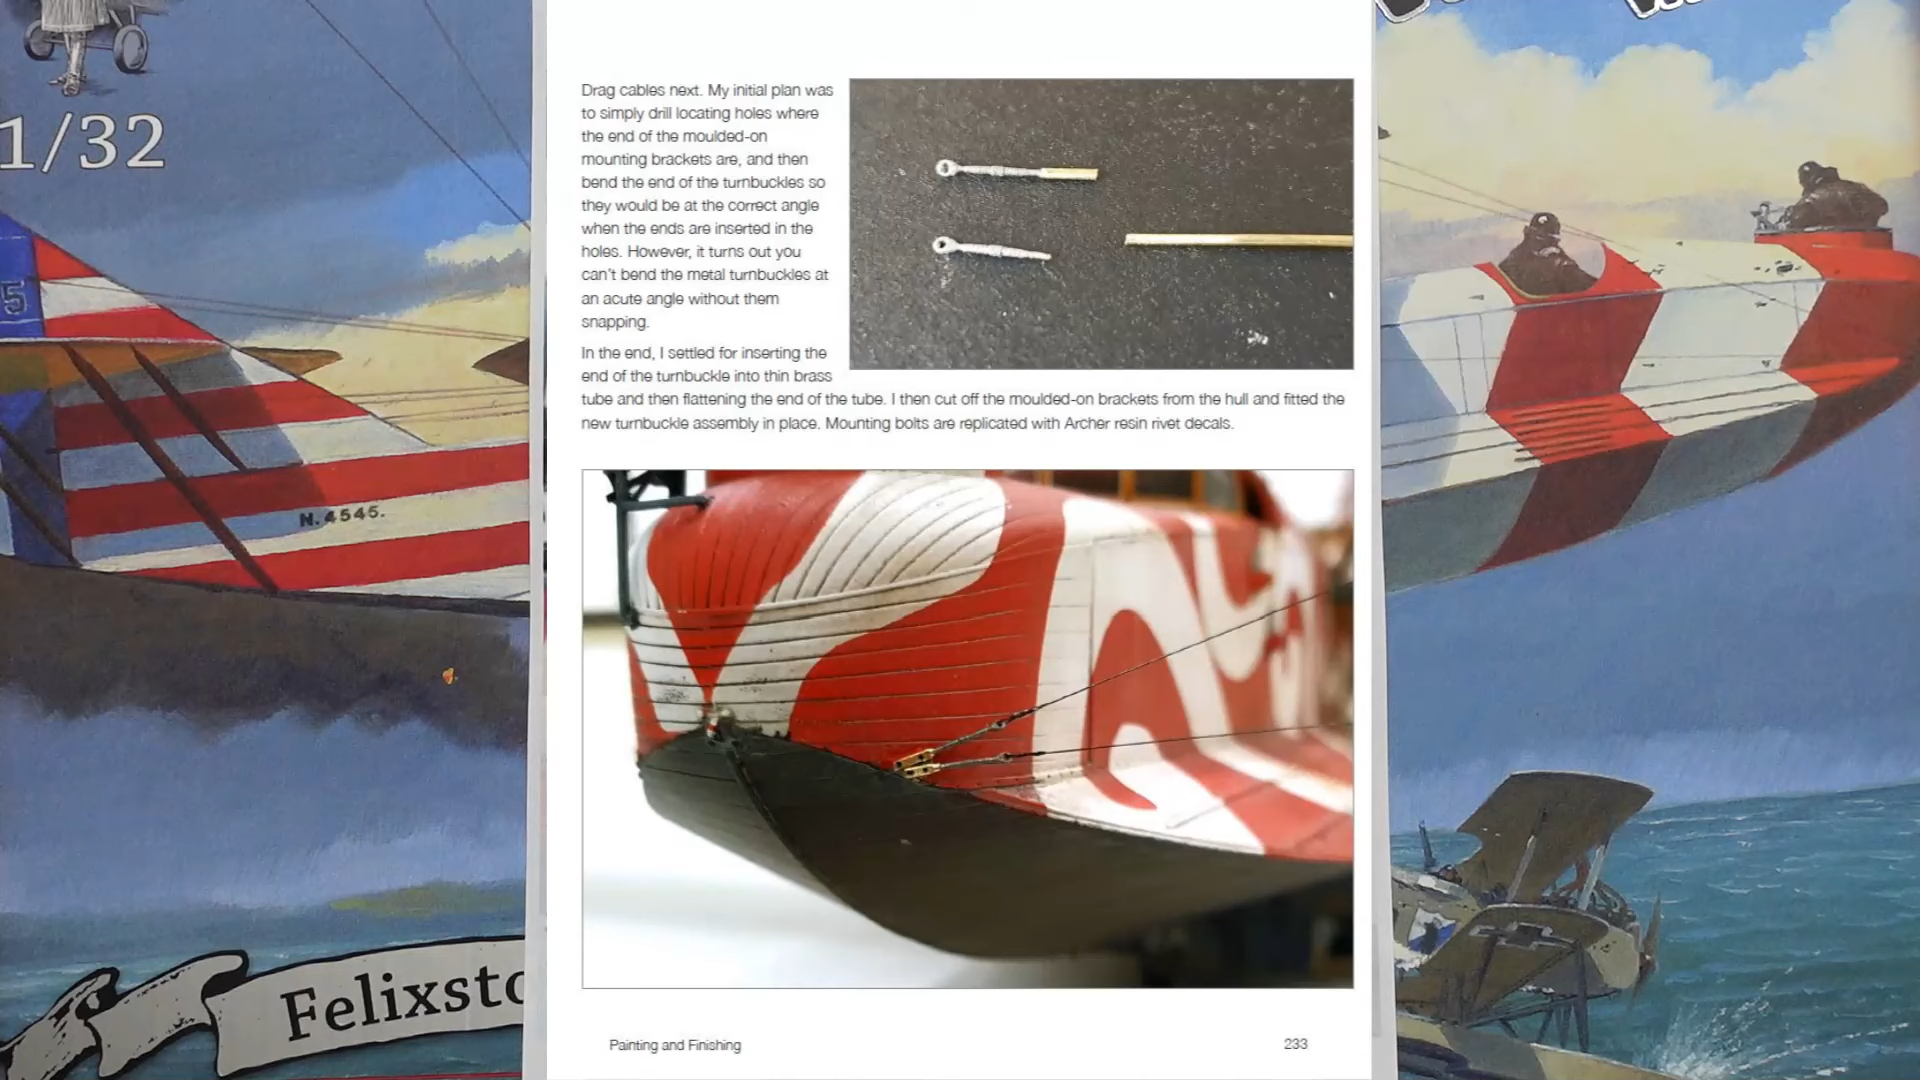 1/32
5
N.4545.
Felixsto
Drag cables next. My initial plan was
to simply drill locating holes where
the end of the moulded-on
mounting brackets are, and then
bend the end of the turnbuckles so
they would be at the correct angle
when the ends are inserted in the
holes. However, it turns out you
can't bend the metal turnbuckles at
an acute angle without them
snapping.
In the end, I settled for inserting the
end of the turnbuckle into thin brass
tube and then flattening the end of the tube. I then cut off the moulded-on brackets from the hull and fitted the
new turnbuckle assembly in place. Mounting bolts are replicated with Archer resin rivet decals.
Painting and Finishing
233